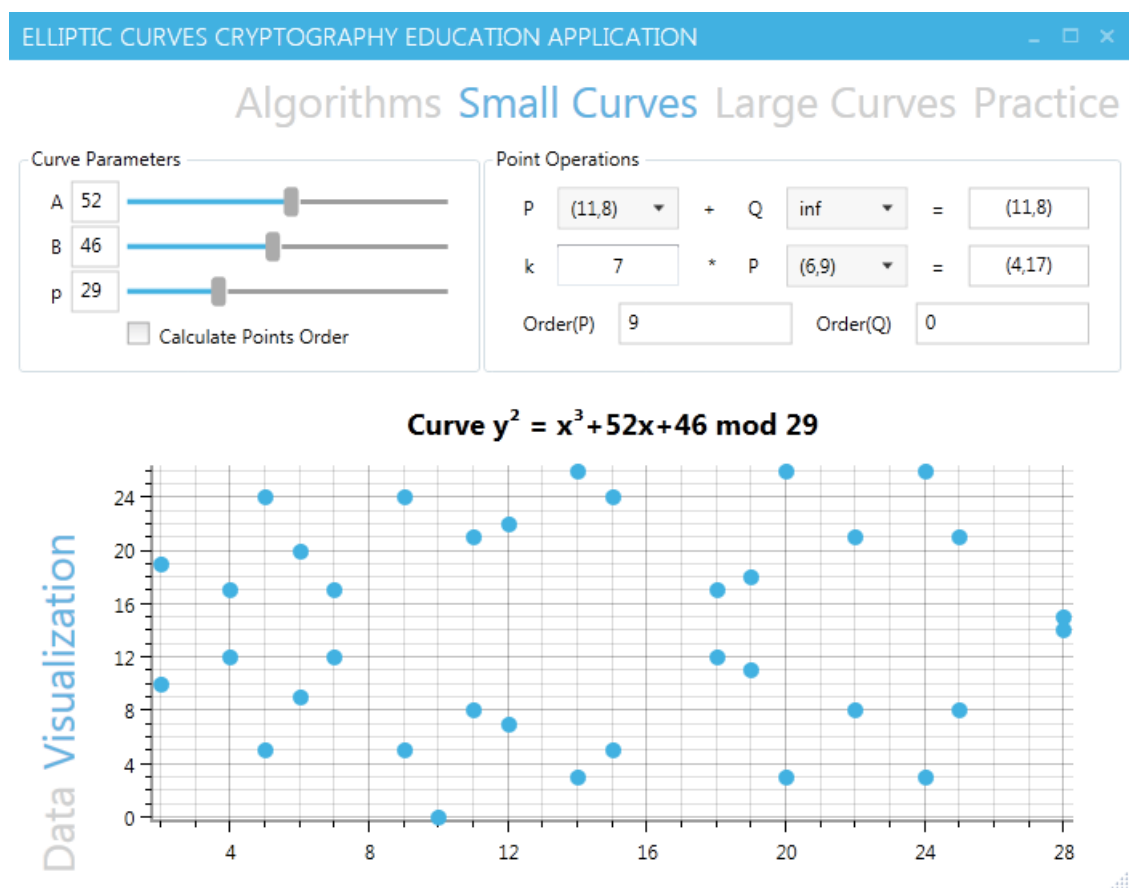 ELLIPTIC CURVES CRYPTOGRAPHY EDUCATION APPLICATION
Algorithms Small Curves Large Curves Practice
Curve Parameters
A 52
B 46
p 29
Calculate Points Order
Point Operations
P (11,8) + Q inf = (11,8)
k 7 * P (6,9) = (4,17)
Order(P) 9 Order(Q) 0
Curve y² = x³+52x+46 mod 29
Data Visualization
24
20
16
12
8
4
0
4 8 12 16 20 24 28